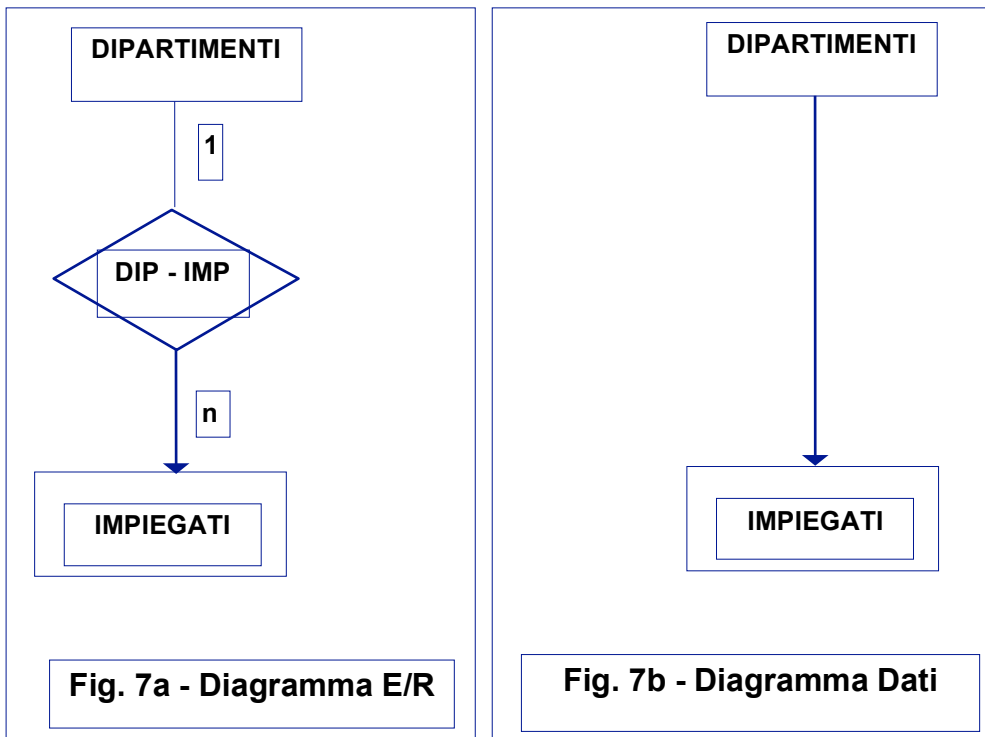 DIPARTIMENTI
1
DIP - IMP
n
IMPIEGATI
Fig. 7a - Diagramma E/R
DIPARTIMENTI
IMPIEGATI
Fig. 7b - Diagramma Dati